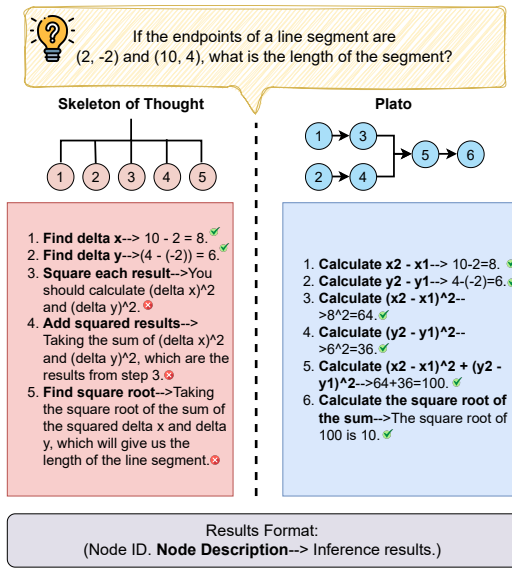 If the endpoints of a line segment are
(2, -2) and (10, 4), what is the length of the segment?
Skeleton of Thought
1
2
3
4
5
1. Find delta x--> 10 - 2 = 8.
2. Find delta y-->(4 - (-2)) = 6.
3. Square each result-->You
should calculate (delta x)^2
and (delta y)^2.
4. Add squared results-->
Taking the sum of (delta x)^2
and (delta y)^2, which are the
results from step 3.
5. Find square root-->Taking
the square root of the sum of
the squared delta x and delta
y, which will give us the
length of the line segment.
Plato
1
3
2
4
5
6
1. Calculate x2 - x1--> 10-2=8.
2. Calculate y2 - y1--> 4-(-2)=6.
3. Calculate (x2 - x1)^2--
>8^2=64.
4. Calculate (y2 - y1)^2--
>6^2=36.
5. Calculate (x2 - x1)^2 + (y2 -
y1)^2-->64+36=100.
6. Calculate the square root of
the sum-->The square root of
100 is 10.
Results Format:
(Node ID. Node Description--> Inference results.)